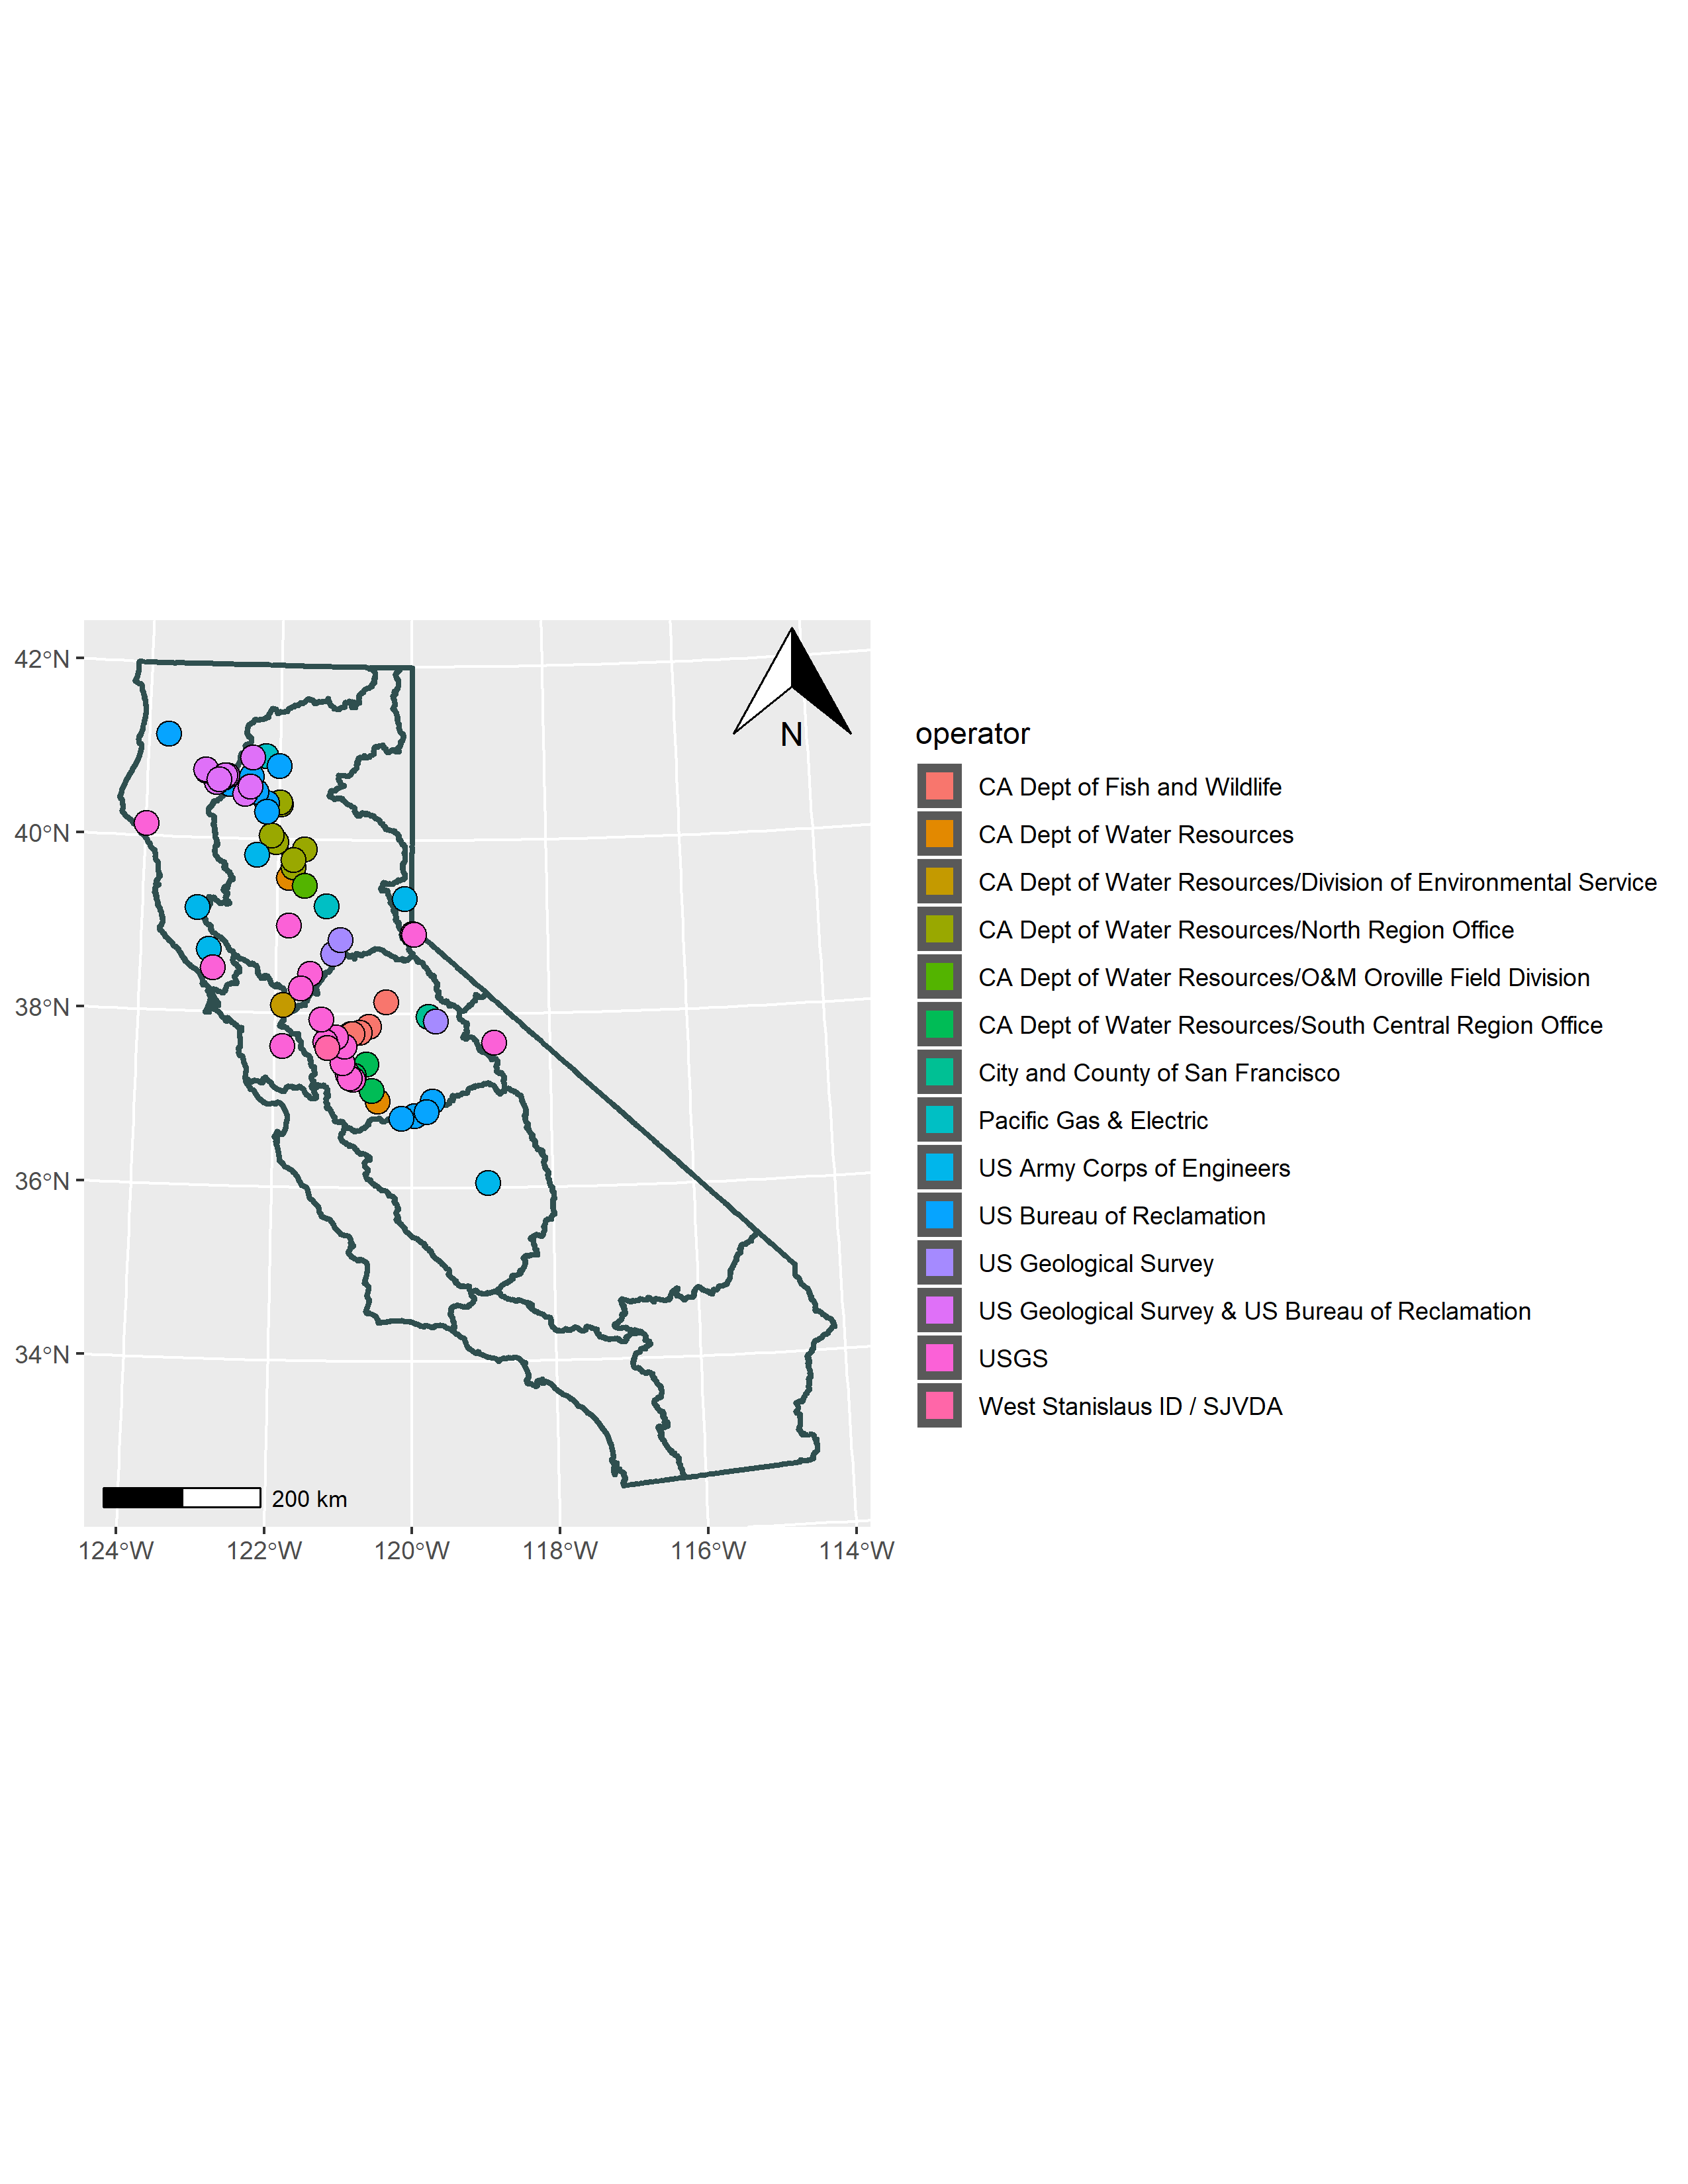 42°N
40°N
38°N
36°N
34°N
124°W
122°W
120°W
118°W
116°W
114°W
N
200 km
operator
CA Dept of Fish and Wildlife
CA Dept of Water Resources
CA Dept of Water Resources/Division of Environmental Service
CA Dept of Water Resources/North Region Office
CA Dept of Water Resources/O&M Oroville Field Division
CA Dept of Water Resources/South Central Region Office
City and County of San Francisco
Pacific Gas & Electric
US Army Corps of Engineers
US Bureau of Reclamation
US Geological Survey
US Geological Survey & US Bureau of Reclamation
USGS
West Stanislaus ID / SJVDA